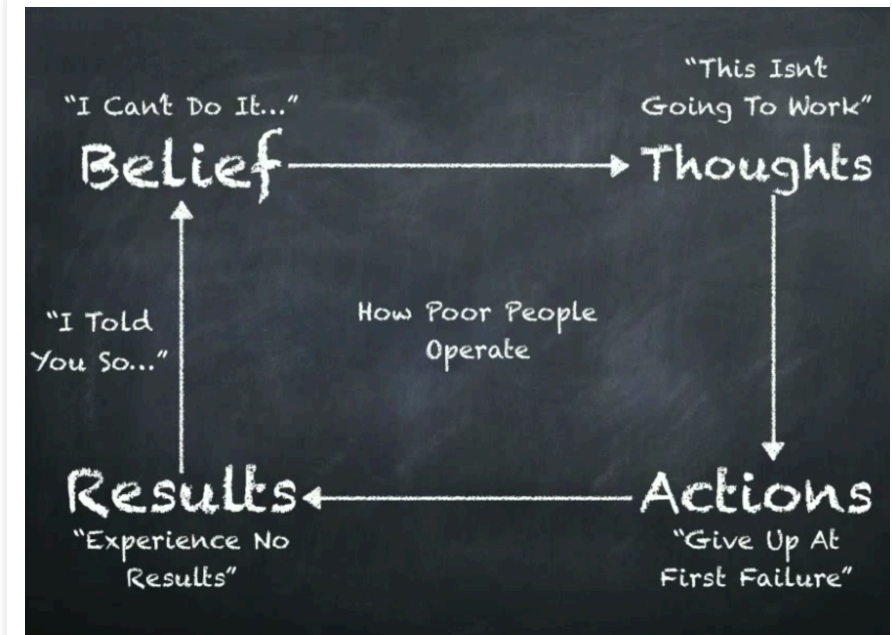 "I Can't Do It..."
Belief
"This Isn't
Going To Work"
Thoughts
"I Told
You So..."
How Poor People
Operate
Results
"Experience No
Results"
Actions
"Give Up At
First Failure"